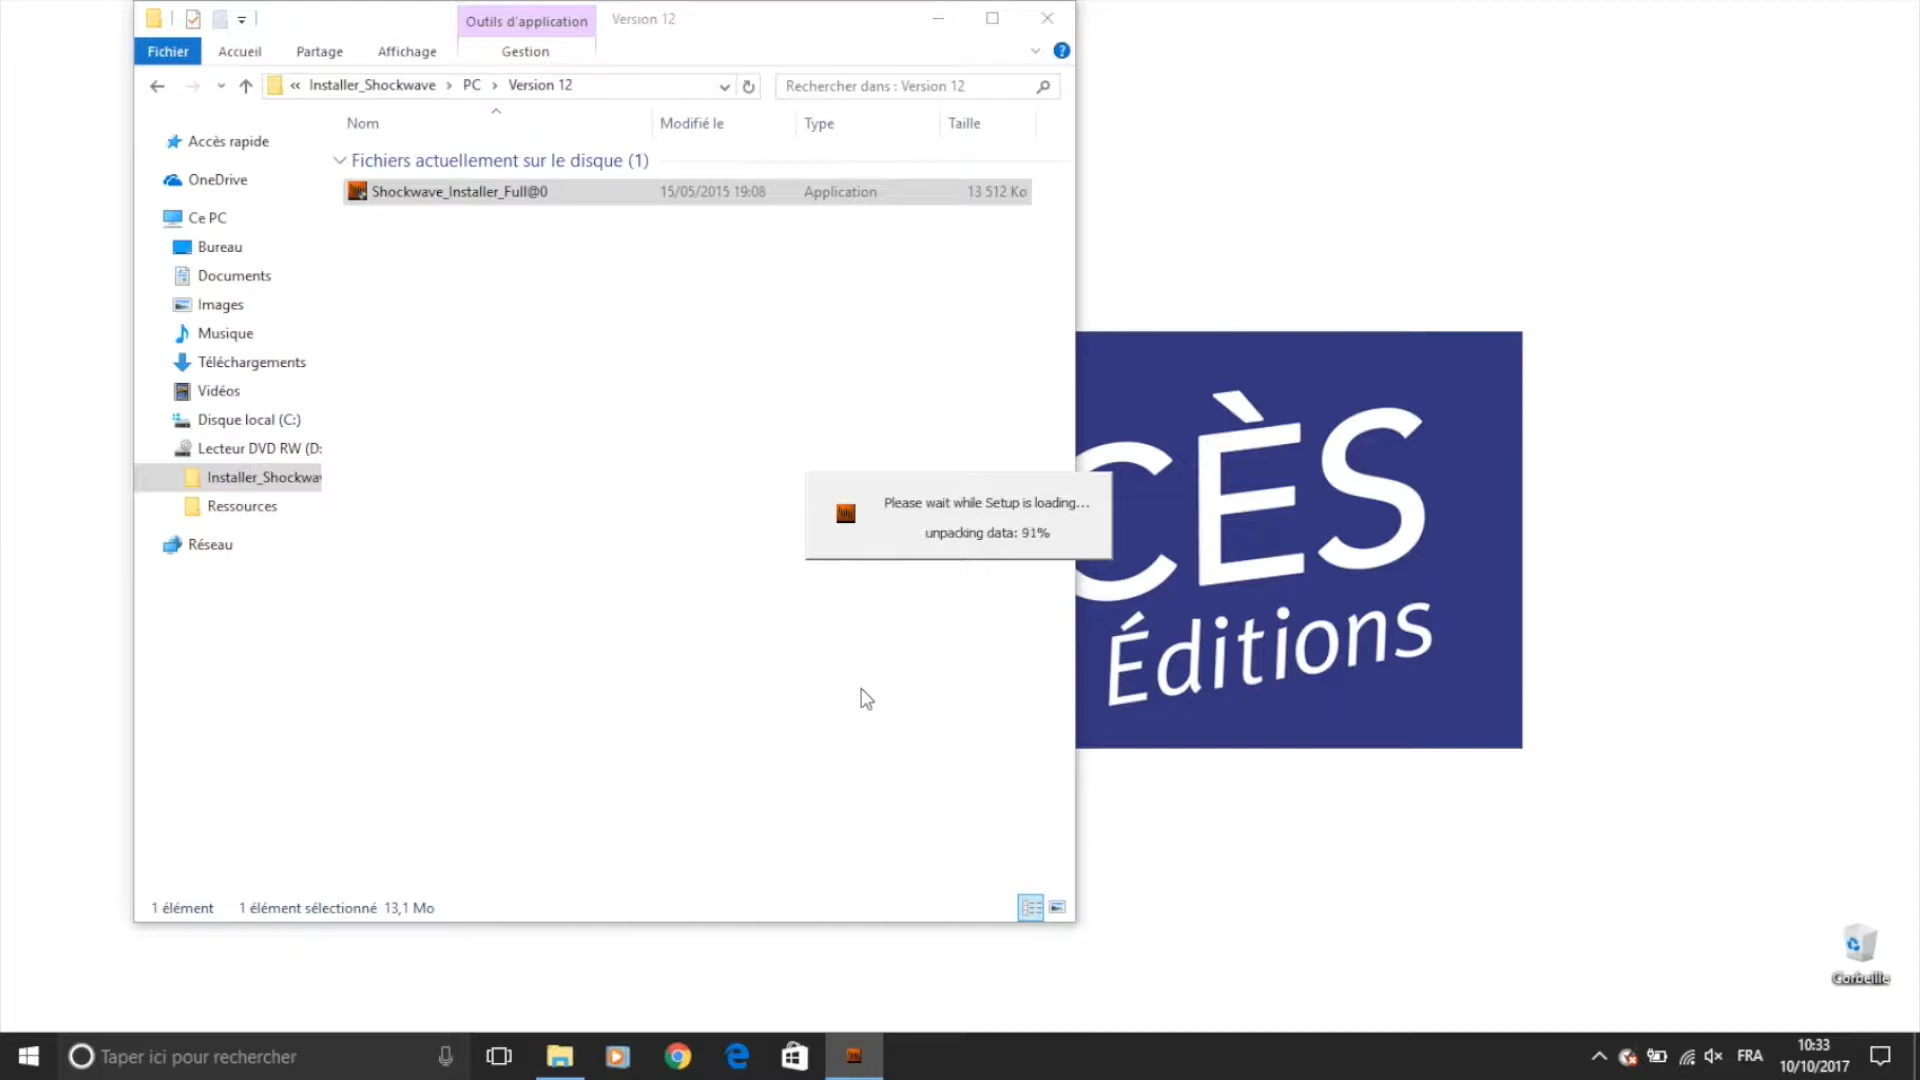 Outils d'application
Version 12
Fichier
Accueil
Partage
Affichage
Gestion
?
« Installer_Shockwave > PC > Version 12
Rechercher dans : Version 12
Nom
Modifié le
Type
Taille
Accès rapide
OneDrive
Ce PC
Bureau
Documents
Images
Musique
Téléchargements
Vidéos
Disque local (C:)
Lecteur DVD RW (D:
Installer_Shockwav
Ressources
Réseau
Fichiers actuellement sur le disque (1)
Shockwave_Installer_Full@0
15/05/2015 19:08
Application
13 512 Ko
Please wait while Setup is loading...
unpacking data: 91%
CÈS
Éditions
1 élément
1 élément sélectionné 13,1 Mo
Corbeille
Taper ici pour rechercher
FRA
10:33
10/10/2017